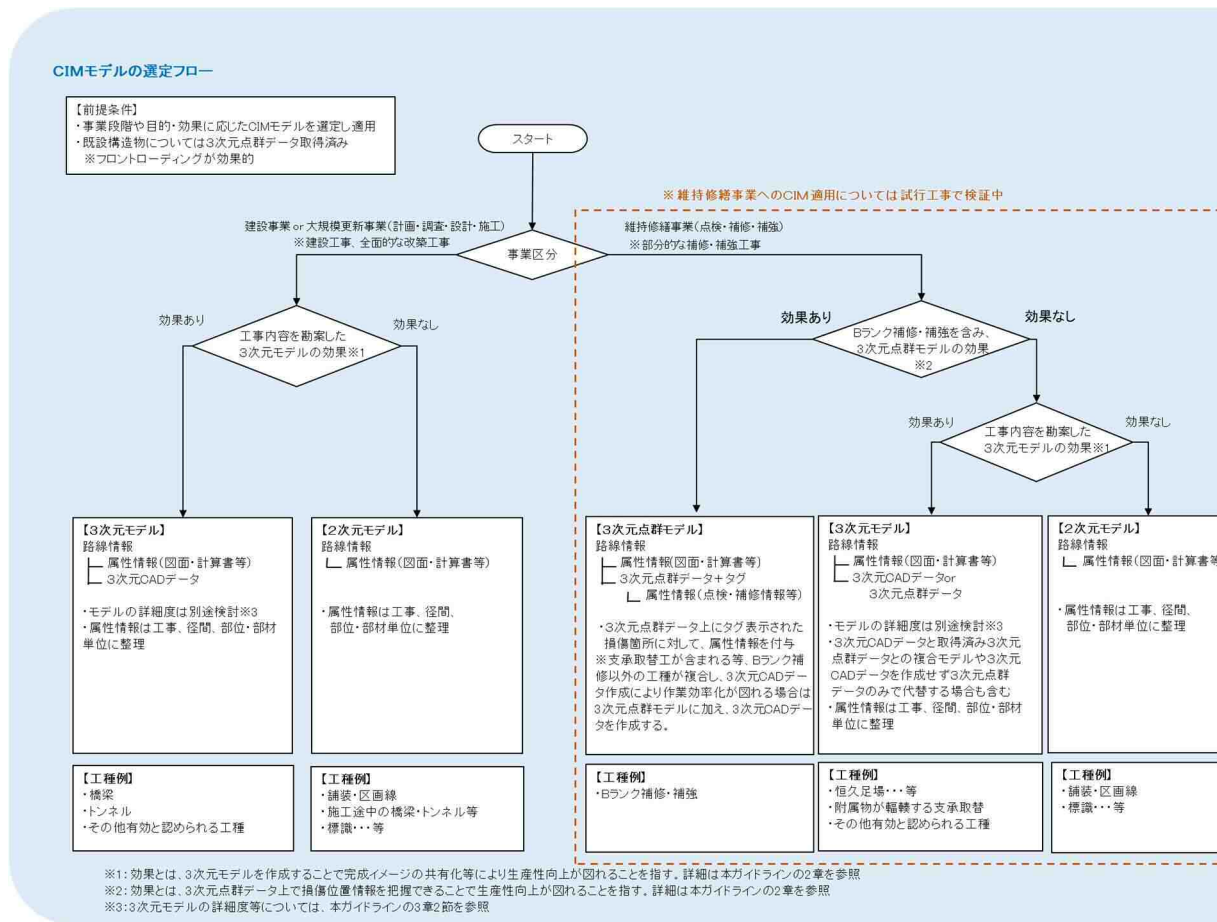 CIMモデルの選定フロー
【前提条件】
・事業段階や目的・効果に応じたCIMモデルを選定し適用
・既設構造物については3次元点群データ取得済み
※フロントローディングが効果的
スタート
※維持修繕事業へのCIM適用については試行工事で検証中
建設事業 or 大規模更新事業(計画・調査・設計・施工)
※建設工事、全面的な改築工事
維持修繕事業(点検・補修・補強)
※部分的な補修・補強工事
事業区分
効果あり
工事内容を勘案した
3次元モデルの効果※1
効果なし
効果あり
Bランク補修・補強を含み、
3次元点群モデルの効果
※2
効果なし
効果あり
工事内容を勘案した
3次元モデルの効果※1
効果なし
【3次元モデル】
路線情報
属性情報(図面・計算書等)
3次元CADデータ
・モデルの詳細度は別途検討※3
・属性情報は工事、径間、部位・部材
単位に整理
【2次元モデル】
路線情報
属性情報(図面・計算書等)
・属性情報は工事、径間、
部位・部材単位に整理
【3次元点群モデル】
路線情報
属性情報(図面・計算書等)
3次元点群データ+タグ
属性情報(点検・補修情報等)
・3次元点群データ上にタグ表示された
損傷箇所に対して、属性情報を付与
※支承取替工が含まれる等、Bランク補
修以外の工種が複合し、3次元CADデー
タ作成により作業効率化が図れる場合は
3次元点群モデルに加え、3次元CADデー
タを作成する。
【3次元モデル】
路線情報
属性情報(図面・計算書等)
3次元CADデータor
3次元点群データ
・モデルの詳細度は別途検討※3
・3次元CADデータと取得済み3次元
点群データとの複合モデルや3次元
CADデータを作成せず3次元点群
データのみで代替する場合も含む
・属性情報は工事、径間、部位・部材
単位に整理
【2次元モデル】
路線情報
属性情報(図面・計算書等
・属性情報は工事、径間、
部位・部材単位に整理
【工種例】
・橋梁
・トンネル
・その他有効と認められる工種
【工種例】
・舗装・区画線
・施工途中の橋梁・トンネル等
・標識・・・等
【工種例】
・Bランク補修・補強
【工種例】
・恒久足場・・・等
・附属物が輻輳する支承取替
・その他有効と認められる工種
【工種例】
・舗装・区画線
・標識・・・等
※1:効果とは、3次元モデルを作成することで完成イメージの共有化等により生産性向上が図れることを指す。詳細は本ガイドラインの2章を参照
※2:効果とは、3次元点群データ上で損傷位置情報を把握できることで生産性向上が図れることを指す。詳細は本ガイドラインの2章を参照
※3:3次元モデルの詳細度等については、本ガイドラインの3章2節を参照